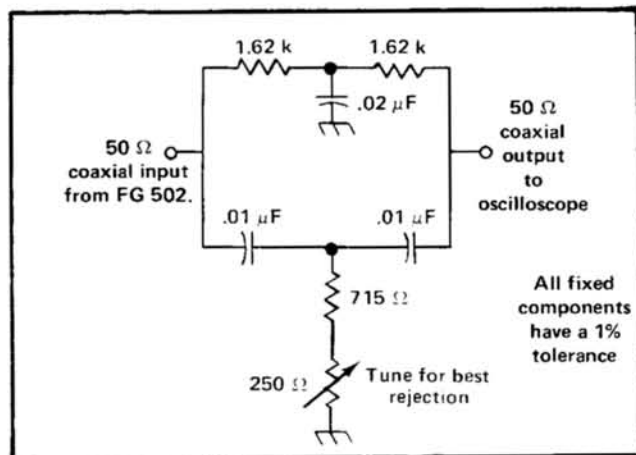 1.62 k
1.62 k
.02 µF
50 Ω
coaxial input
from FG 502.
50 Ω
coaxial
output
to
oscilloscope
.01 µF
.01 µF
715 Ω
All fixed
components
have a 1%
tolerance
250 Ω
Tune for best
rejection